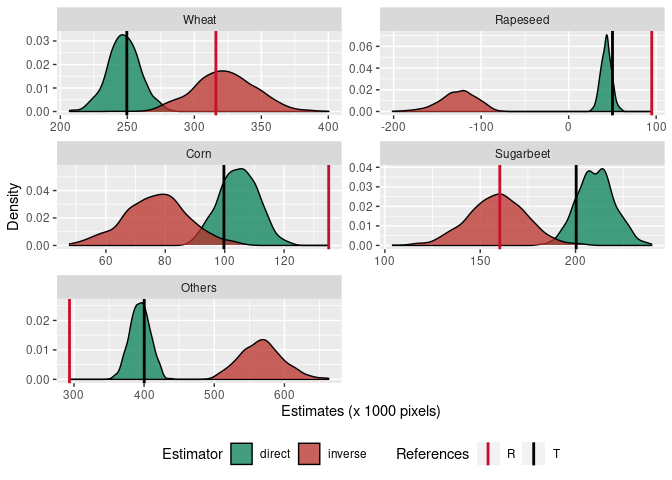 Wheat
Rapeseed
0.03
0.02
0.01
0.00
200 250 300 350 400
0.06
0.04
0.02
0.00
-200 -100 0 100
Corn
Sugarbeet
0.04
0.02
0.00
60 80 100 120
0.04
0.03
0.02
0.01
0.00
100 150 200
Others
0.02
0.01
0.00
300 400 500 600
Density
Estimates (x 1000 pixels)
Estimator direct inverse References R T